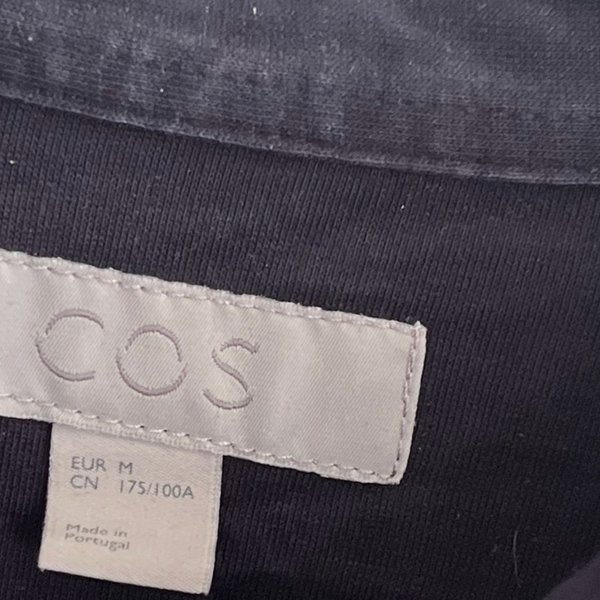 COS
EUR M
CN 175/100A
Made in
Portugal